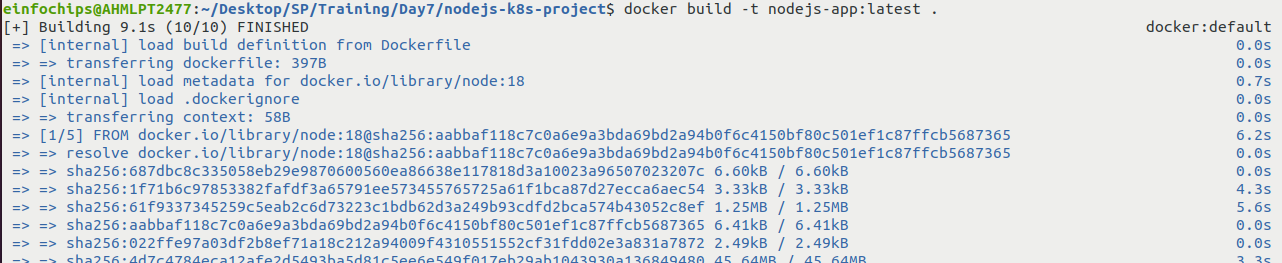 einfochips@AHMLPT2477:~/Desktop/SP/Training/Day7/nodejs-k8s-project$ docker build -t nodejs-app:latest .
[+] Building 9.1s (10/10) FINISHED docker:default
=> [internal] load build definition from Dockerfile 0.0s
=> => transferring dockerfile: 397B 0.0s
=> [internal] load metadata for docker.io/library/node:18 0.7s
=> [internal] load .dockerignore 0.0s
=> => transferring context: 58B 0.0s
=> [1/5] FROM docker.io/library/node:18@sha256:aabbaf118c7c0a6e9a3bda69bd2a94b0f6c4150bf80c501ef1c87ffcb5687365 6.2s
=> => resolve docker.io/library/node:18@sha256:aabbaf118c7c0a6e9a3bda69bd2a94b0f6c4150bf80c501ef1c87ffcb5687365 0.0s
=> => sha256:687dbc8c335058eb29e9870600560ea86638e117818d3a10023a96507023207c 6.60kB / 6.60kB 0.0s
=> => sha256:1f71b6c97853382fafdf3a65791ee573455765725a61f1bca87d27ecca6aec54 3.33kB / 3.33kB 4.3s
=> => sha256:61f9337345259c5eab2c6d73223c1bdb62d3a249b93cdfd2bca574b43052c8ef 1.25MB / 1.25MB 5.6s
=> => sha256:aabbaf118c7c0a6e9a3bda69bd2a94b0f6c4150bf80c501ef1c87ffcb5687365 6.41kB / 6.41kB 0.0s
=> => sha256:022ffe97a03df2b8ef71a18c212a94009f4310551552cf31fdd02e3a831a7872 2.49kB / 2.49kB 0.0s
=> => sha256:4d7c4784eca12afe2d5493ba5d81c5ee6e549f017eb29ab1043930a136849480 45.64MB / 45.64MB 3.3s